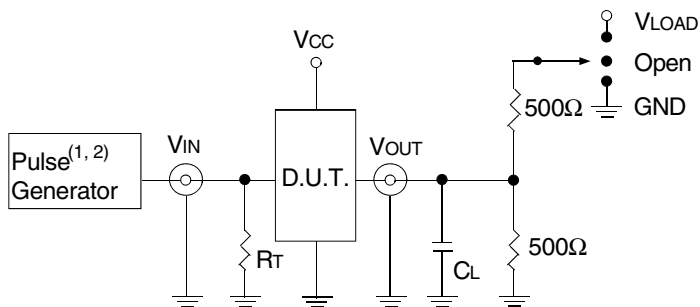 VLOAD
VCC
Open
500Ω
GND
VIN
VOUT
Pulse(1, 2)
Generator
D.U.T.
RT
CL
500Ω